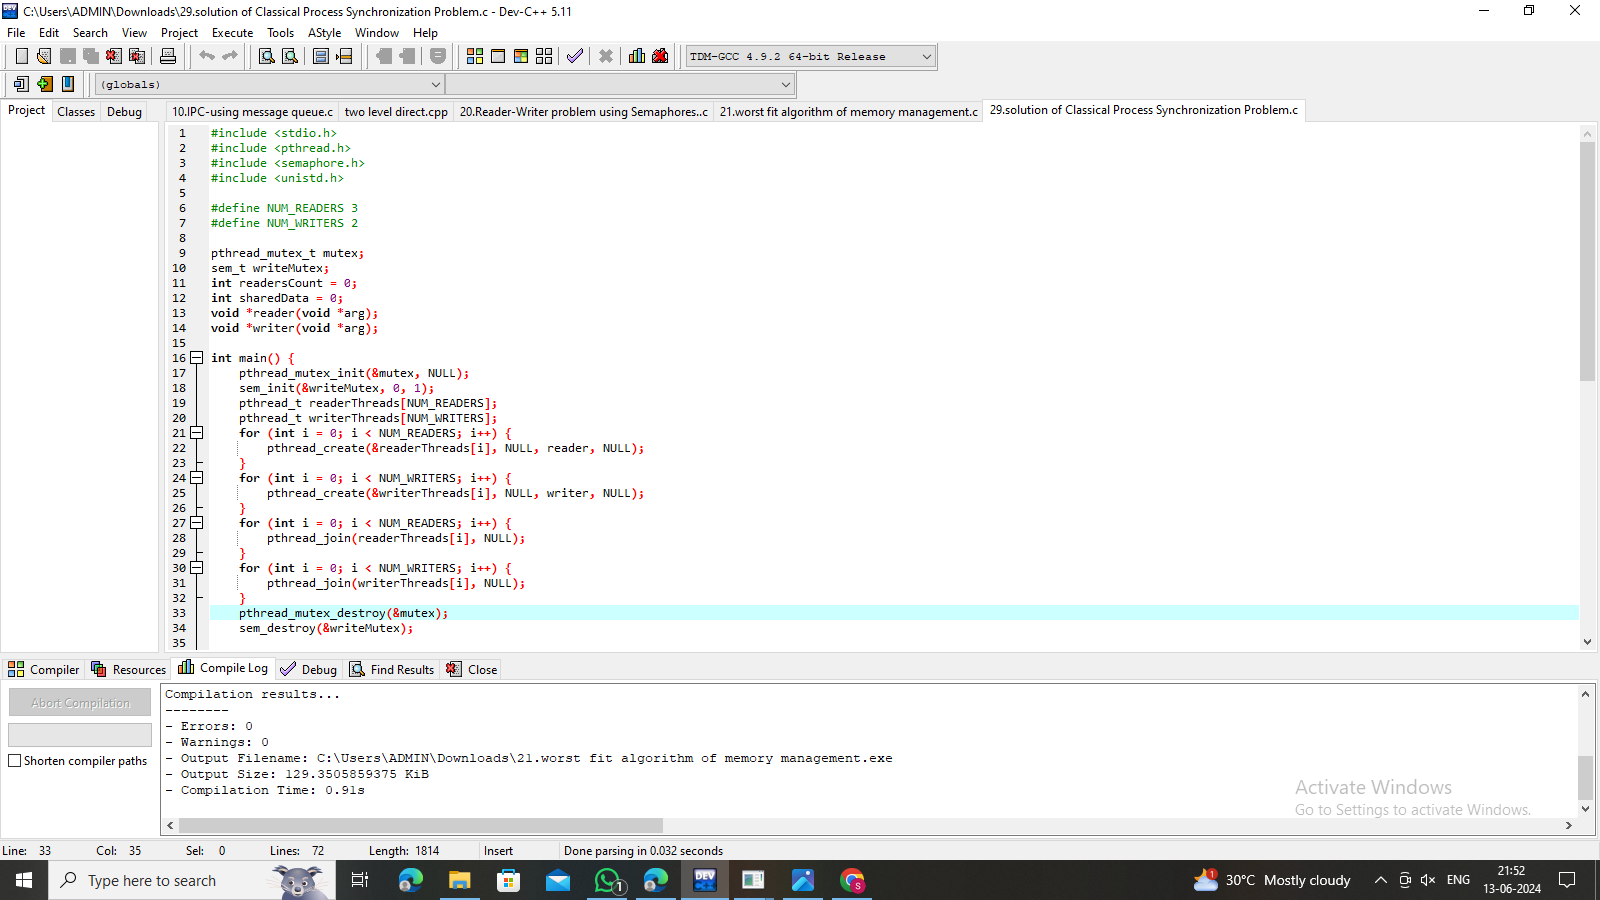 C:\Users\ADMIN\Downloads\29.solution of Classical Process Synchronization Problem.c - Dev-C++ 5.11
File Edit Search View Project Execute Tools AStyle Window Help
TDM-GCC 4.9.2 64-bit Release
(globals)
Project Classes Debug
10.IPC-using message queue.c two level direct.cpp 20.Reader-Writer problem using Semaphores..c 21.worst fit algorithm of memory management.c 29.solution of Classical Process Synchronization Problem.c
1 #include <stdio.h>
2 #include <pthread.h>
3 #include <semaphore.h>
4 #include <unistd.h>
5
6 #define NUM_READERS 3
7 #define NUM_WRITERS 2
8
9 pthread_mutex_t mutex;
10 sem_t writeMutex;
11 int readersCount = 0;
12 int sharedData = 0;
13 void *reader(void *arg);
14 void *writer(void *arg);
15
16 int main() {
17 pthread_mutex_init(&mutex, NULL);
18 sem_init(&writeMutex, 0, 1);
19 pthread_t readerThreads[NUM_READERS];
20 pthread_t writerThreads[NUM_WRITERS];
21 for (int i = 0; i < NUM_READERS; i++) {
22 pthread_create(&readerThreads[i], NULL, reader, NULL);
23 }
24 for (int i = 0; i < NUM_WRITERS; i++) {
25 pthread_create(&writerThreads[i], NULL, writer, NULL);
26 }
27 for (int i = 0; i < NUM_READERS; i++) {
28 pthread_join(readerThreads[i], NULL);
29 }
30 for (int i = 0; i < NUM_WRITERS; i++) {
31 pthread_join(writerThreads[i], NULL);
32 }
33 pthread_mutex_destroy(&mutex);
34 sem_destroy(&writeMutex);
35
Compiler Resources Compile Log Debug Find Results Close
Abort Compilation
Shorten compiler paths
Compilation results...
--------
- Errors: 0
- Warnings: 0
- Output Filename: C:\Users\ADMIN\Downloads\21.worst fit algorithm of memory management.exe
- Output Size: 129.3505859375 KiB
- Compilation Time: 0.91s
Activate Windows
Go to Settings to activate Windows.
Line: 33 Col: 35 Sel: 0 Lines: 72 Length: 1814 Insert Done parsing in 0.032 seconds
Type here to search
DEV
1
S
1
30°C Mostly cloudy
ENG
21:52
13-06-2024